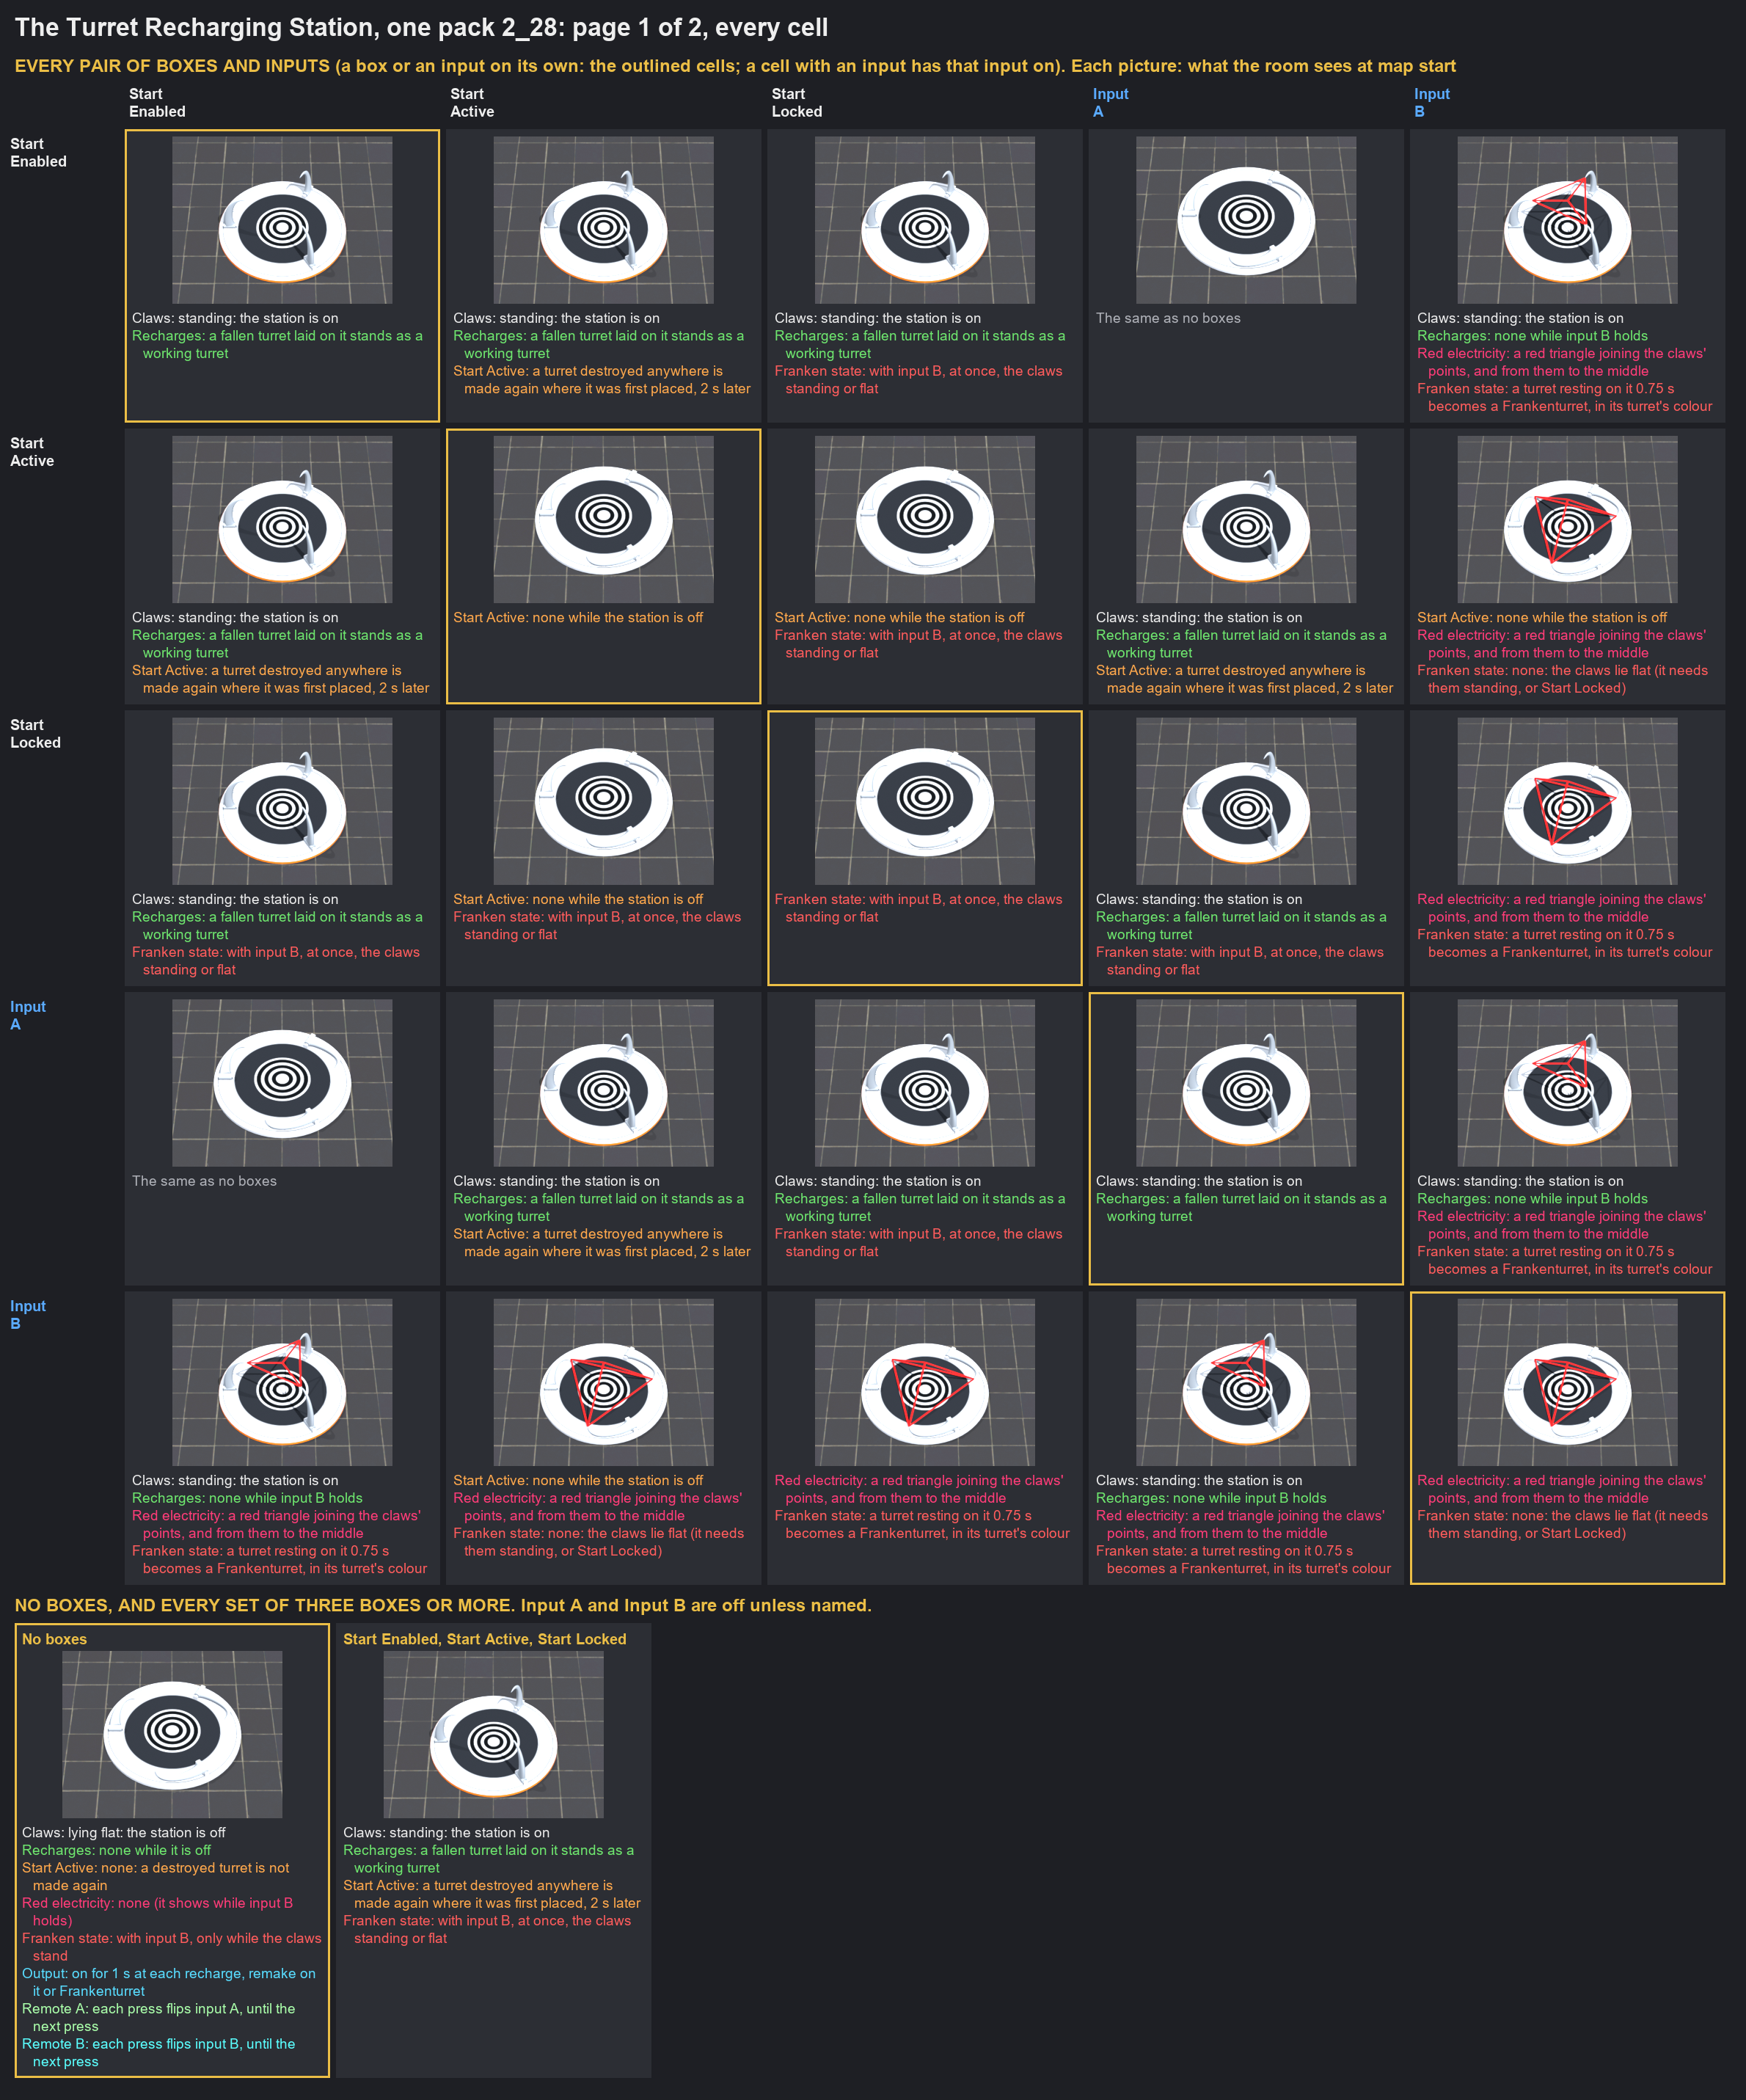 The Turret Recharging Station, one pack 2_28: page 1 of 2, every cell
EVERY PAIR OF BOXES AND INPUTS (a box or an input on its own: the outlined cells; a cell with an input has that input on). Each picture: what the room sees at map start
Start
Enabled
Start
Active
Start
Locked
Input
A
Input
B
Start
Enabled
Claws: standing: the station is on
Recharges: a fallen turret laid on it stands as a
working turret
Claws: standing: the station is on
Recharges: a fallen turret laid on it stands as a
working turret
Start Active: a turret destroyed anywhere is
made again where it was first placed, 2 s later
Claws: standing: the station is on
Recharges: a fallen turret laid on it stands as a
working turret
Franken state: with input B, at once, the claws
standing or flat
The same as no boxes
Claws: standing: the station is on
Recharges: none while input B holds
Red electricity: a red triangle joining the claws'
points, and from them to the middle
Franken state: a turret resting on it 0.75 s
becomes a Frankenturret, in its turret's colour
Start
Active
Claws: standing: the station is on
Recharges: a fallen turret laid on it stands as a
working turret
Start Active: a turret destroyed anywhere is
made again where it was first placed, 2 s later
Start Active: none while the station is off
Start Active: none while the station is off
Franken state: with input B, at once, the claws
standing or flat
Claws: standing: the station is on
Recharges: a fallen turret laid on it stands as a
working turret
Start Active: a turret destroyed anywhere is
made again where it was first placed, 2 s later
Start Active: none while the station is off
Red electricity: a red triangle joining the claws'
points, and from them to the middle
Franken state: none: the claws lie flat (it needs
them standing, or Start Locked)
Start
Locked
Claws: standing: the station is on
Recharges: a fallen turret laid on it stands as a
working turret
Franken state: with input B, at once, the claws
standing or flat
Start Active: none while the station is off
Franken state: with input B, at once, the claws
standing or flat
Franken state: with input B, at once, the claws
standing or flat
Claws: standing: the station is on
Recharges: a fallen turret laid on it stands as a
working turret
Franken state: with input B, at once, the claws
standing or flat
Red electricity: a red triangle joining the claws'
points, and from them to the middle
Franken state: a turret resting on it 0.75 s
becomes a Frankenturret, in its turret's colour
Input
A
The same as no boxes
Claws: standing: the station is on
Recharges: a fallen turret laid on it stands as a
working turret
Start Active: a turret destroyed anywhere is
made again where it was first placed, 2 s later
Claws: standing: the station is on
Recharges: a fallen turret laid on it stands as a
working turret
Franken state: with input B, at once, the claws
standing or flat
Claws: standing: the station is on
Recharges: a fallen turret laid on it stands as a
working turret
Claws: standing: the station is on
Recharges: none while input B holds
Red electricity: a red triangle joining the claws'
points, and from them to the middle
Franken state: a turret resting on it 0.75 s
becomes a Frankenturret, in its turret's colour
Input
B
Claws: standing: the station is on
Recharges: none while input B holds
Red electricity: a red triangle joining the claws'
points, and from them to the middle
Franken state: a turret resting on it 0.75 s
becomes a Frankenturret, in its turret's colour
Start Active: none while the station is off
Red electricity: a red triangle joining the claws'
points, and from them to the middle
Franken state: none: the claws lie flat (it needs
them standing, or Start Locked)
Red electricity: a red triangle joining the claws'
points, and from them to the middle
Franken state: a turret resting on it 0.75 s
becomes a Frankenturret, in its turret's colour
Claws: standing: the station is on
Recharges: none while input B holds
Red electricity: a red triangle joining the claws'
points, and from them to the middle
Franken state: a turret resting on it 0.75 s
becomes a Frankenturret, in its turret's colour
Red electricity: a red triangle joining the claws'
points, and from them to the middle
Franken state: none: the claws lie flat (it needs
them standing, or Start Locked)
NO BOXES, AND EVERY SET OF THREE BOXES OR MORE. Input A and Input B are off unless named.
No boxes
Claws: lying flat: the station is off
Recharges: none while it is off
Start Active: none: a destroyed turret is not
made again
Red electricity: none (it shows while input B
holds)
Franken state: with input B, only while the claws
stand
Output: on for 1 s at each recharge, remake on
it or Frankenturret
Remote A: each press flips input A, until the
next press
Remote B: each press flips input B, until the
next press
Start Enabled, Start Active, Start Locked
Claws: standing: the station is on
Recharges: a fallen turret laid on it stands as a
working turret
Start Active: a turret destroyed anywhere is
made again where it was first placed, 2 s later
Franken state: with input B, at once, the claws
standing or flat